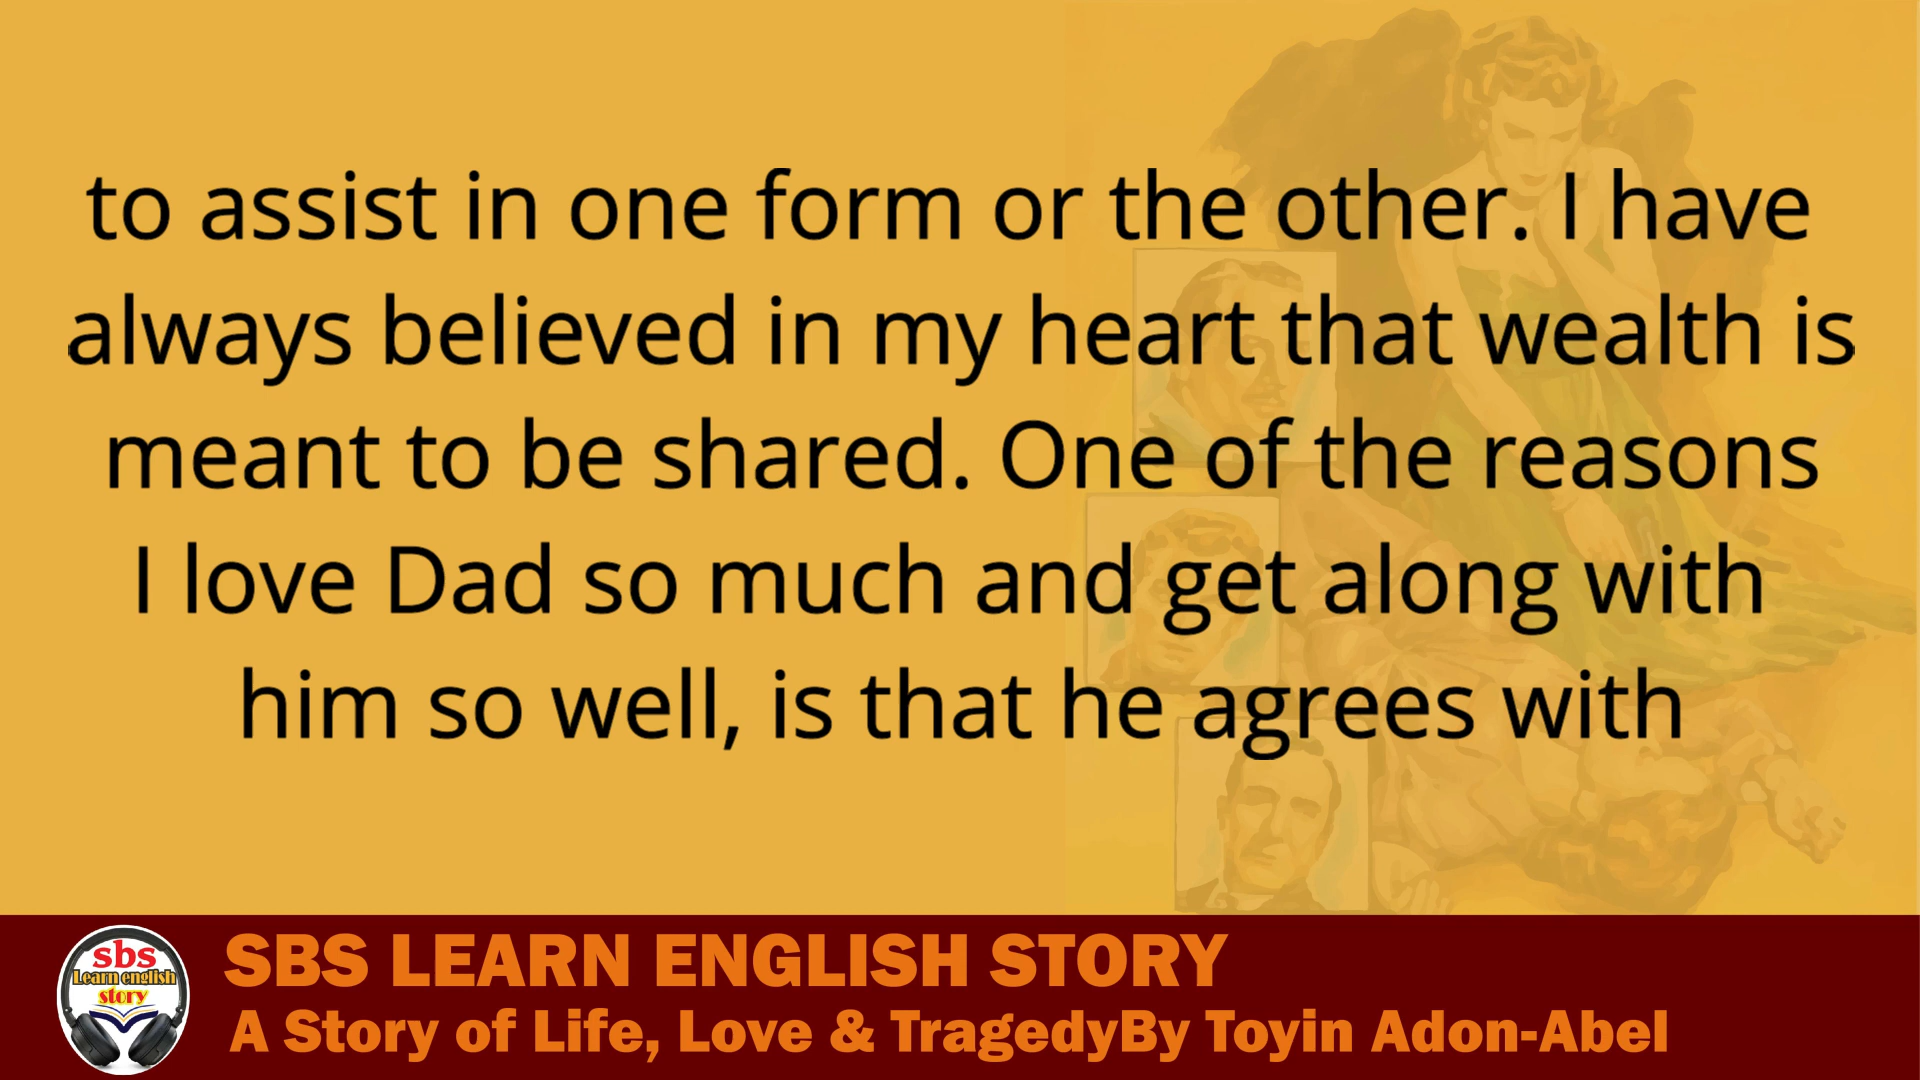 to assist in one form or the other. I have
always believed in my heart that wealth is
meant to be shared. One of the reasons
I love Dad so much and get along with
him so well, is that he agrees with
sbs
Learn english
story
SBS LEARN ENGLISH STORY
A Story of Life, Love & TragedyBy Toyin Adon-Abel